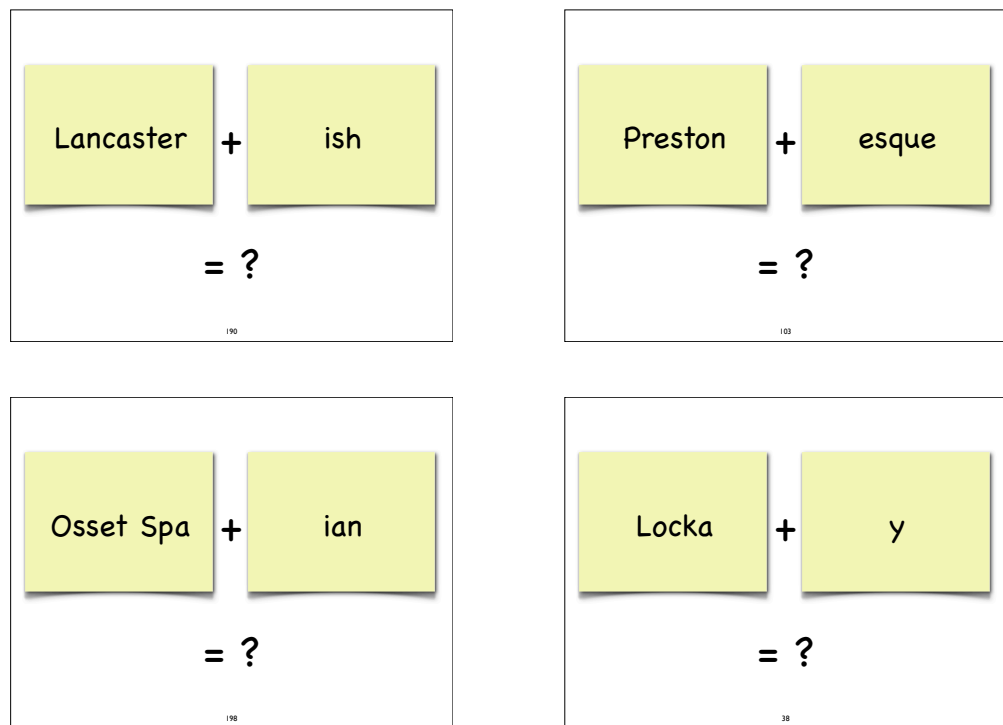 Lancaster + ish
= ?
190
Preston + esque
= ?
103
Osset Spa + ian
= ?
198
Locka + y
= ?
38